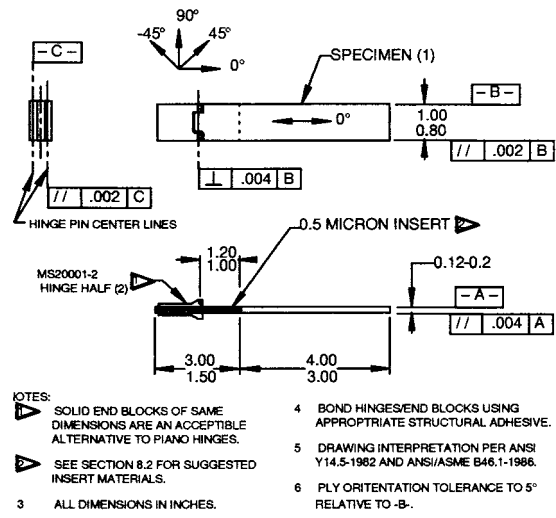 90°
-45°
45°
0°
- C -
SPECIMEN (1)
- B -
0°
1.00
0.80
// .002 B
⊥ .004 B
// .002 C
HINGE PIN CENTER LINES
0.5 MICRON INSERT 2
1.20
1.00
MS20001-2
HINGE HALF (2)
1
0.12-0.2
- A -
// .004 A
3.00
1.50
4.00
3.00
OTES:
1 SOLID END BLOCKS OF SAME
DIMENSIONS ARE AN ACCEPTIBLE
ALTERNATIVE TO PIANO HINGES.
2 SEE SECTION 8.2 FOR SUGGESTED
INSERT MATERIALS.
3 ALL DIMENSIONS IN INCHES.
4 BOND HINGES/END BLOCKS USING
APPROPTRIATE STRUCTURAL ADHESIVE.
5 DRAWING INTERPRETATION PER ANSI
Y14.5-1982 AND ANSI/ASME B46.1-1986.
6 PLY ORITENTATION TOLERANCE TO 5°
RELATIVE TO -B-.